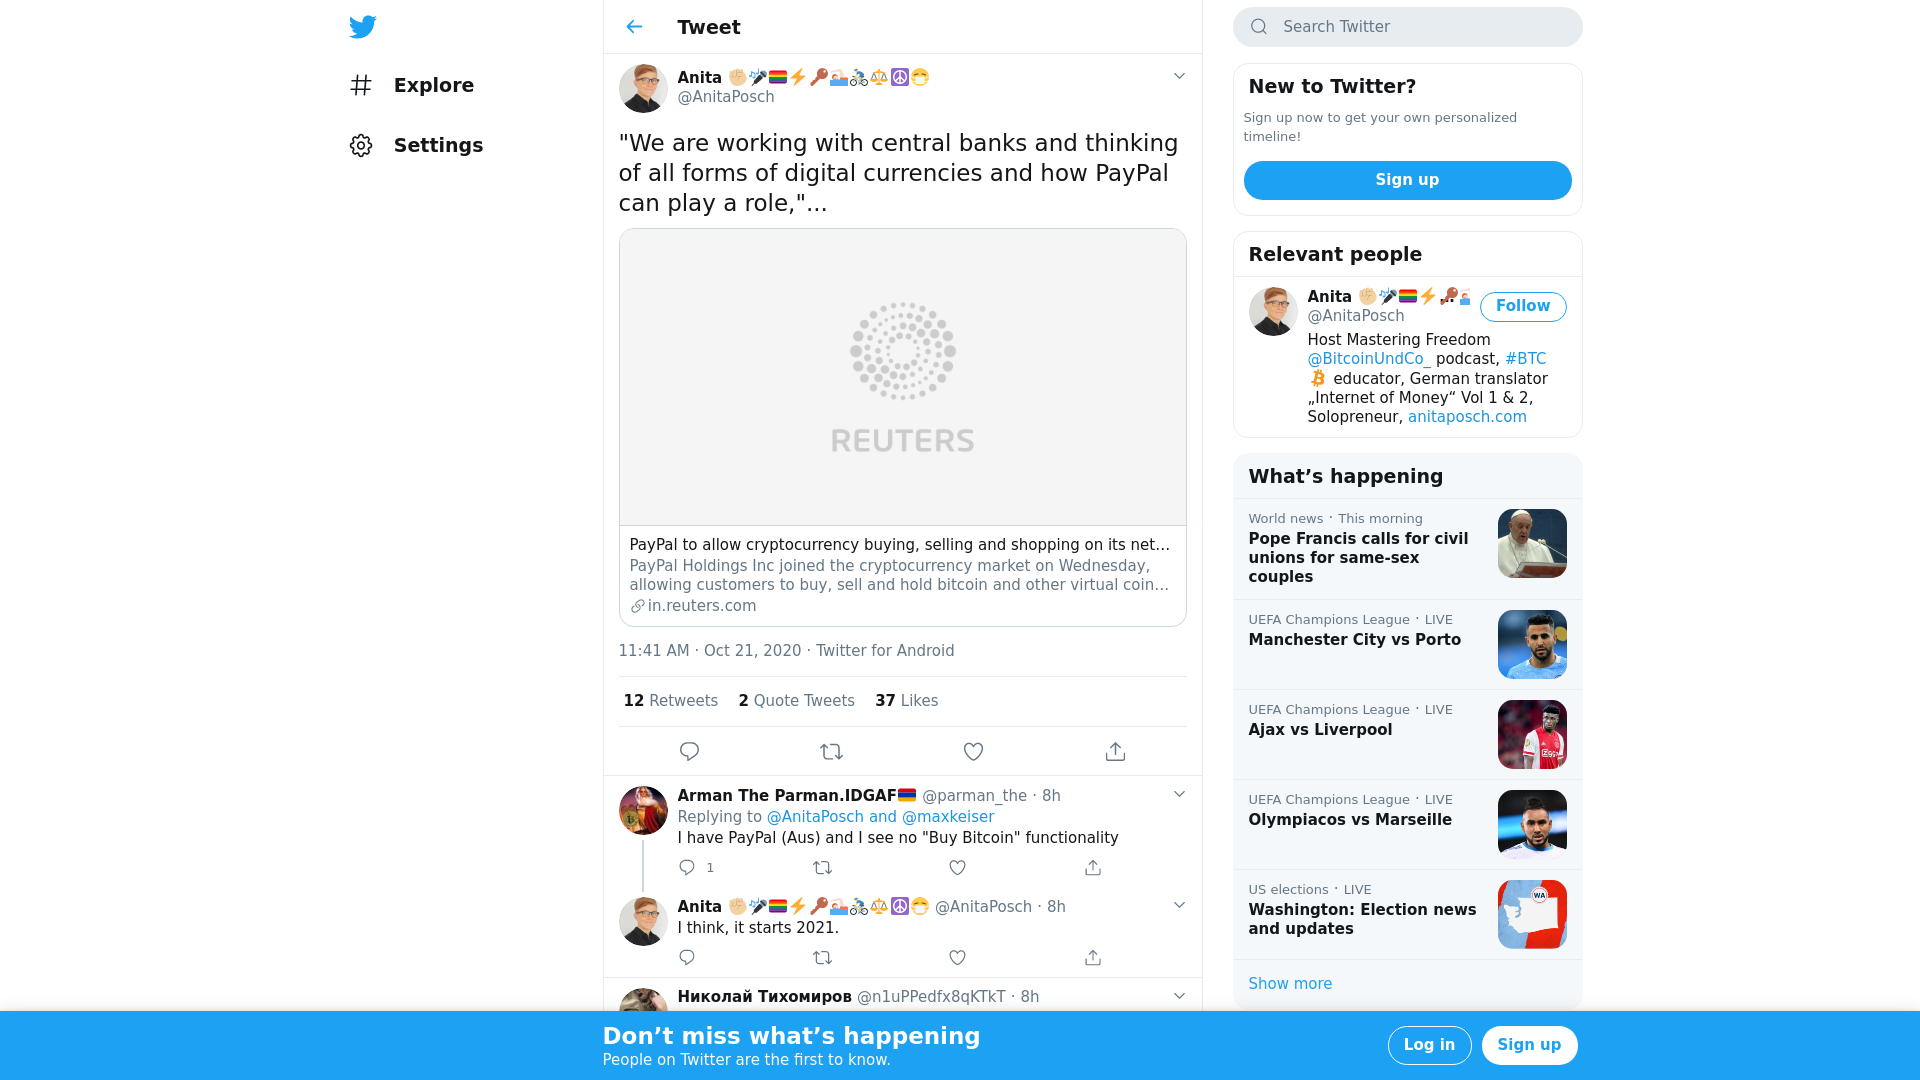 Explore
Settings
Tweet
Anita
@AnitaPosch
"We are working with central banks and thinking
of all forms of digital currencies and how PayPal
can play a role,"...
REUTERS
PayPal to allow cryptocurrency buying, selling and shopping on its net...
PayPal Holdings Inc joined the cryptocurrency market on Wednesday,
allowing customers to buy, sell and hold bitcoin and other virtual coin...
in.reuters.com
11:41 AM · Oct 21, 2020 · Twitter for Android
12 Retweets 2 Quote Tweets 37 Likes
Arman The Parman.IDGAF @parman_the · 8h
Replying to @AnitaPosch and @maxkeiser
I have PayPal (Aus) and I see no "Buy Bitcoin" functionality
1
Anita @AnitaPosch · 8h
I think, it starts 2021.
Николай Тихомиров @n1uPPedfx8qKTkT · 8h
Search Twitter
New to Twitter?
Sign up now to get your own personalized
timeline!
Sign up
Relevant people
Anita
@AnitaPosch
Follow
Host Mastering Freedom
@BitcoinUndCo_ podcast, #BTC
educator, German translator
„Internet of Money“ Vol 1 & 2,
Solopreneur, anitaposch.com
What’s happening
World news · This morning
Pope Francis calls for civil
unions for same-sex
couples
UEFA Champions League · LIVE
Manchester City vs Porto
UEFA Champions League · LIVE
Ajax vs Liverpool
UEFA Champions League · LIVE
Olympiacos vs Marseille
US elections · LIVE
Washington: Election news
and updates
WA
Show more
Don’t miss what’s happening
People on Twitter are the first to know.
Log in
Sign up